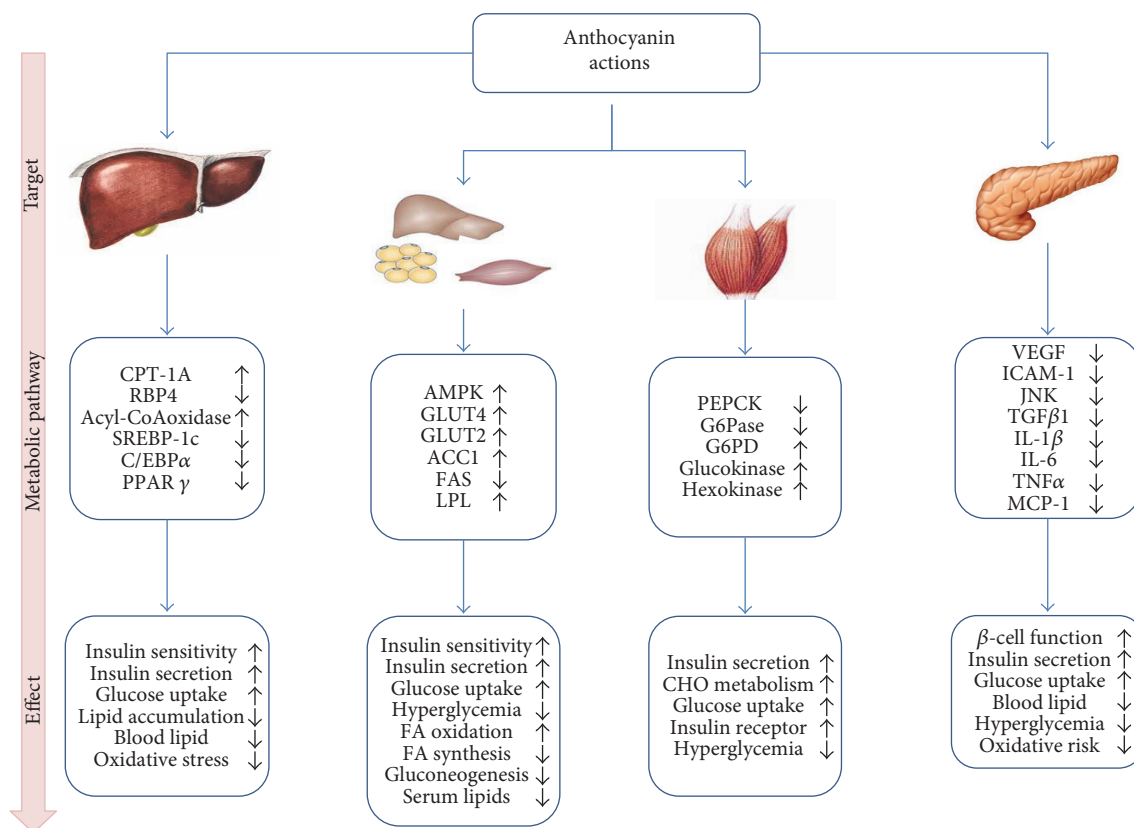 Anthocyanin
actions
Target
Metabolic pathway
Effect
CPT-1A ↑
RBP4 ↓
Acyl-CoAoxidase ↑
SREBP-1c ↓
C/EBPα ↓
PPAR γ ↓
AMPK ↑
GLUT4 ↑
GLUT2 ↑
ACC1 ↑
FAS ↓
LPL ↑
PEPCK ↓
G6Pase ↓
G6PD ↑
Glucokinase ↑
Hexokinase ↑
VEGF ↓
ICAM-1 ↓
JNK ↓
TGFβ1 ↓
IL-1β ↓
IL-6 ↓
TNFα ↓
MCP-1 ↓
Insulin sensitivity ↑
Insulin secretion ↑
Glucose uptake ↑
Lipid accumulation ↓
Blood lipid ↓
Oxidative stress ↓
Insulin sensitivity ↑
Insulin secretion ↑
Glucose uptake ↑
Hyperglycemia ↓
FA oxidation ↑
FA synthesis ↓
Gluconeogenesis ↓
Serum lipids ↓
Insulin secretion ↑
CHO metabolism ↑
Glucose uptake ↑
Insulin receptor ↑
Hyperglycemia ↓
β-cell function ↑
Insulin secretion ↑
Glucose uptake ↑
Blood lipid ↓
Hyperglycemia ↓
Oxidative risk ↓